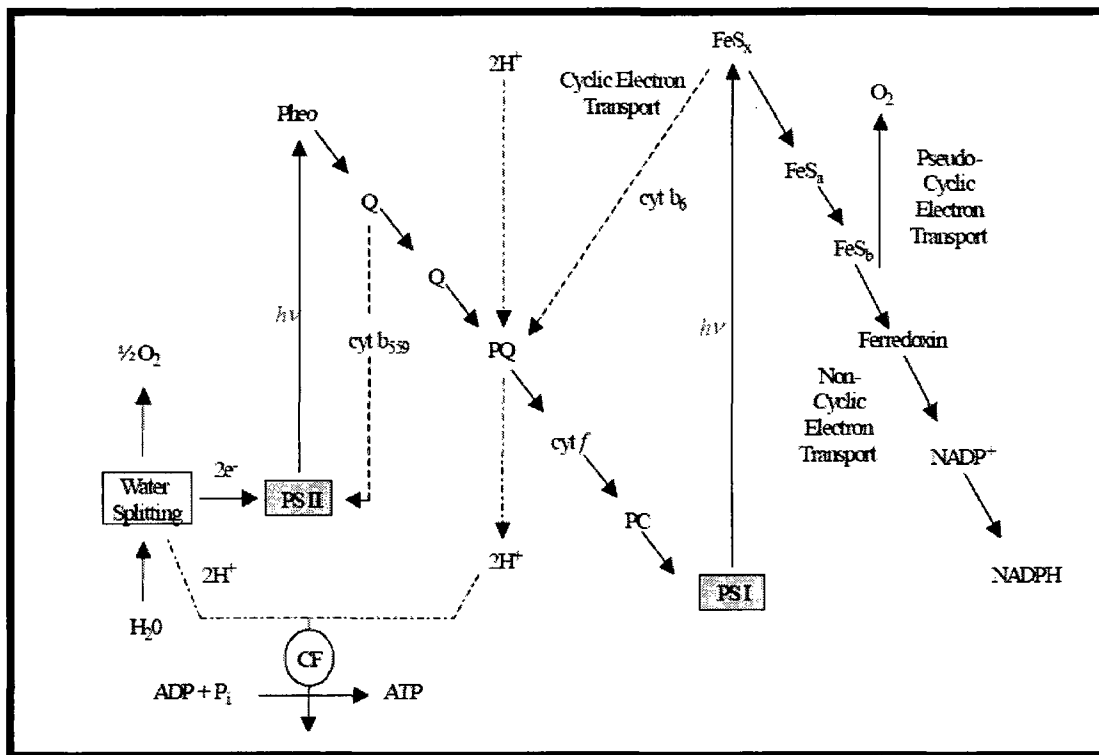 FeSₓ
2H⁺
Cyclic Electron
Transport
O₂
Pheo
FeSₐ
Pseudo-
Cyclic
Electron
Transport
cyt b₆
Q
FeS_b
Q
hν
cyt b₅₅₉
hν
Ferredoxin
½O₂
PQ
Non-
Cyclic
Electron
Transport
cyt f
NADP⁺
2e⁻
Water
Splitting
PS II
PC
2H⁺
2H⁺
NADPH
PS I
H₂0
CF
ADP + Pᵢ
ATP